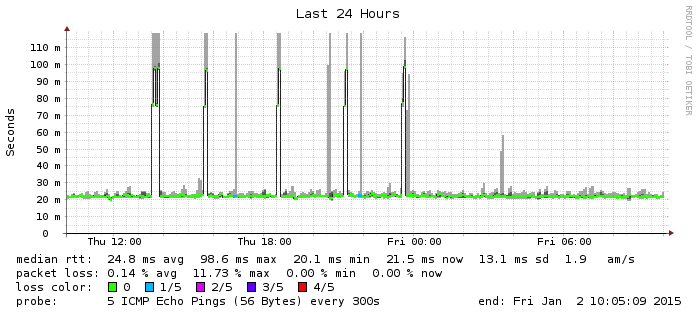 Last 24 Hours
RRDTOOL / TOBI OETIKER
Seconds
110 m
100 m
90 m
80 m
70 m
60 m
50 m
40 m
30 m
20 m
10 m
0
Thu 12:00 Thu 18:00 Fri 00:00 Fri 06:00
median rtt: 24.8 ms avg 98.6 ms max 20.1 ms min 21.5 ms now 13.1 ms sd 1.9 am/s
packet loss: 0.14 % avg 11.73 % max 0.00 % min 0.00 % now
loss color: 0 1/5 2/5 3/5 4/5
probe: 5 ICMP Echo Pings (56 Bytes) every 300s end: Fri Jan 2 10:05:09 2015